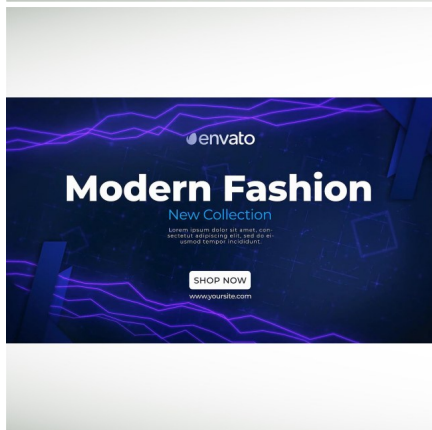 envato
Modern Fashion
New Collection
Lorem ipsum dolor sit amet, con-
sectetut adipiscing elit, sed do ei-
usmod tempor incididunt.
SHOP NOW
www.yoursite.com